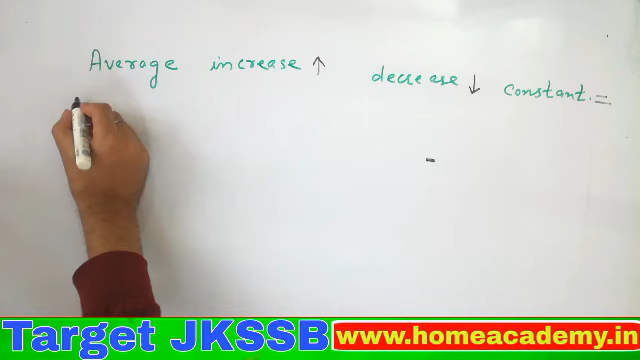 Average increase ↑ decrease ↓ constant. =
Target JKSSB www.homeacademy.in